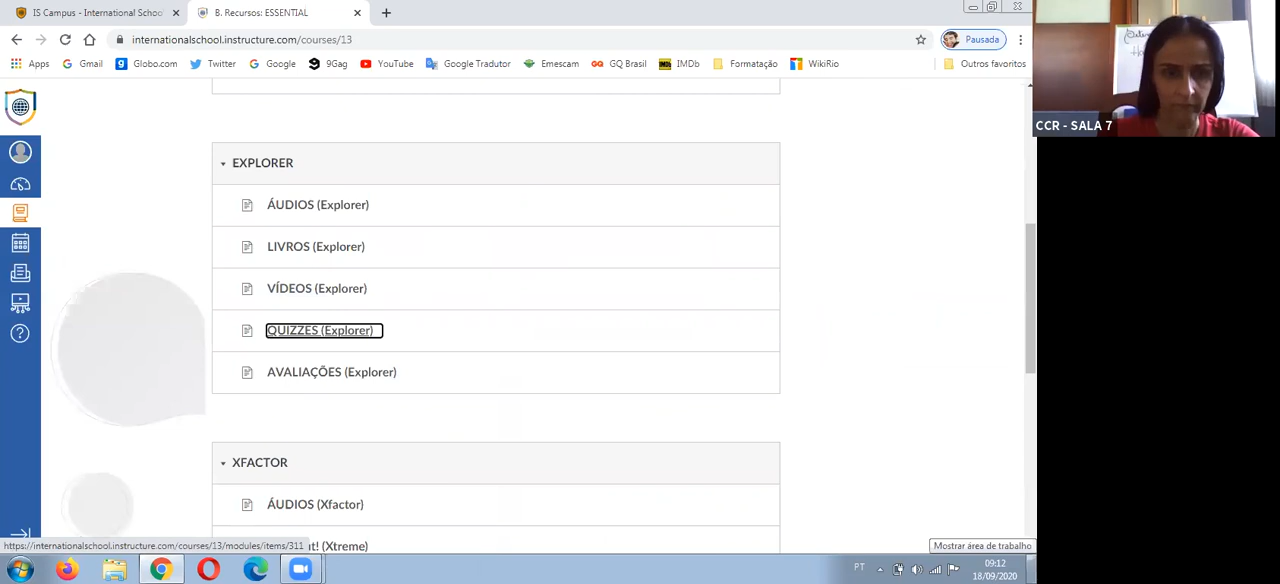 IS Campus - International Schoo
B. Recursos: ESSENTIAL
internationalschool.instructure.com/courses/13
Pausada
Apps
Gmail
Globo.com
Twitter
Google
9Gag
YouTube
Google Tradutor
Emescam
GQ Brasil
IMDb
Formatação
WikiRio
Outros favoritos
CCR - SALA 7
EXPLORER
ÁUDIOS (Explorer)
LIVROS (Explorer)
VÍDEOS (Explorer)
QUIZZES (Explorer)
AVALIAÇÕES (Explorer)
XFACTOR
ÁUDIOS (Xfactor)
t! (Xtreme)
https://internationalschool.instructure.com/courses/13/modules/items/311
Mostrar área de trabalho
PT
09:12
18/09/2020